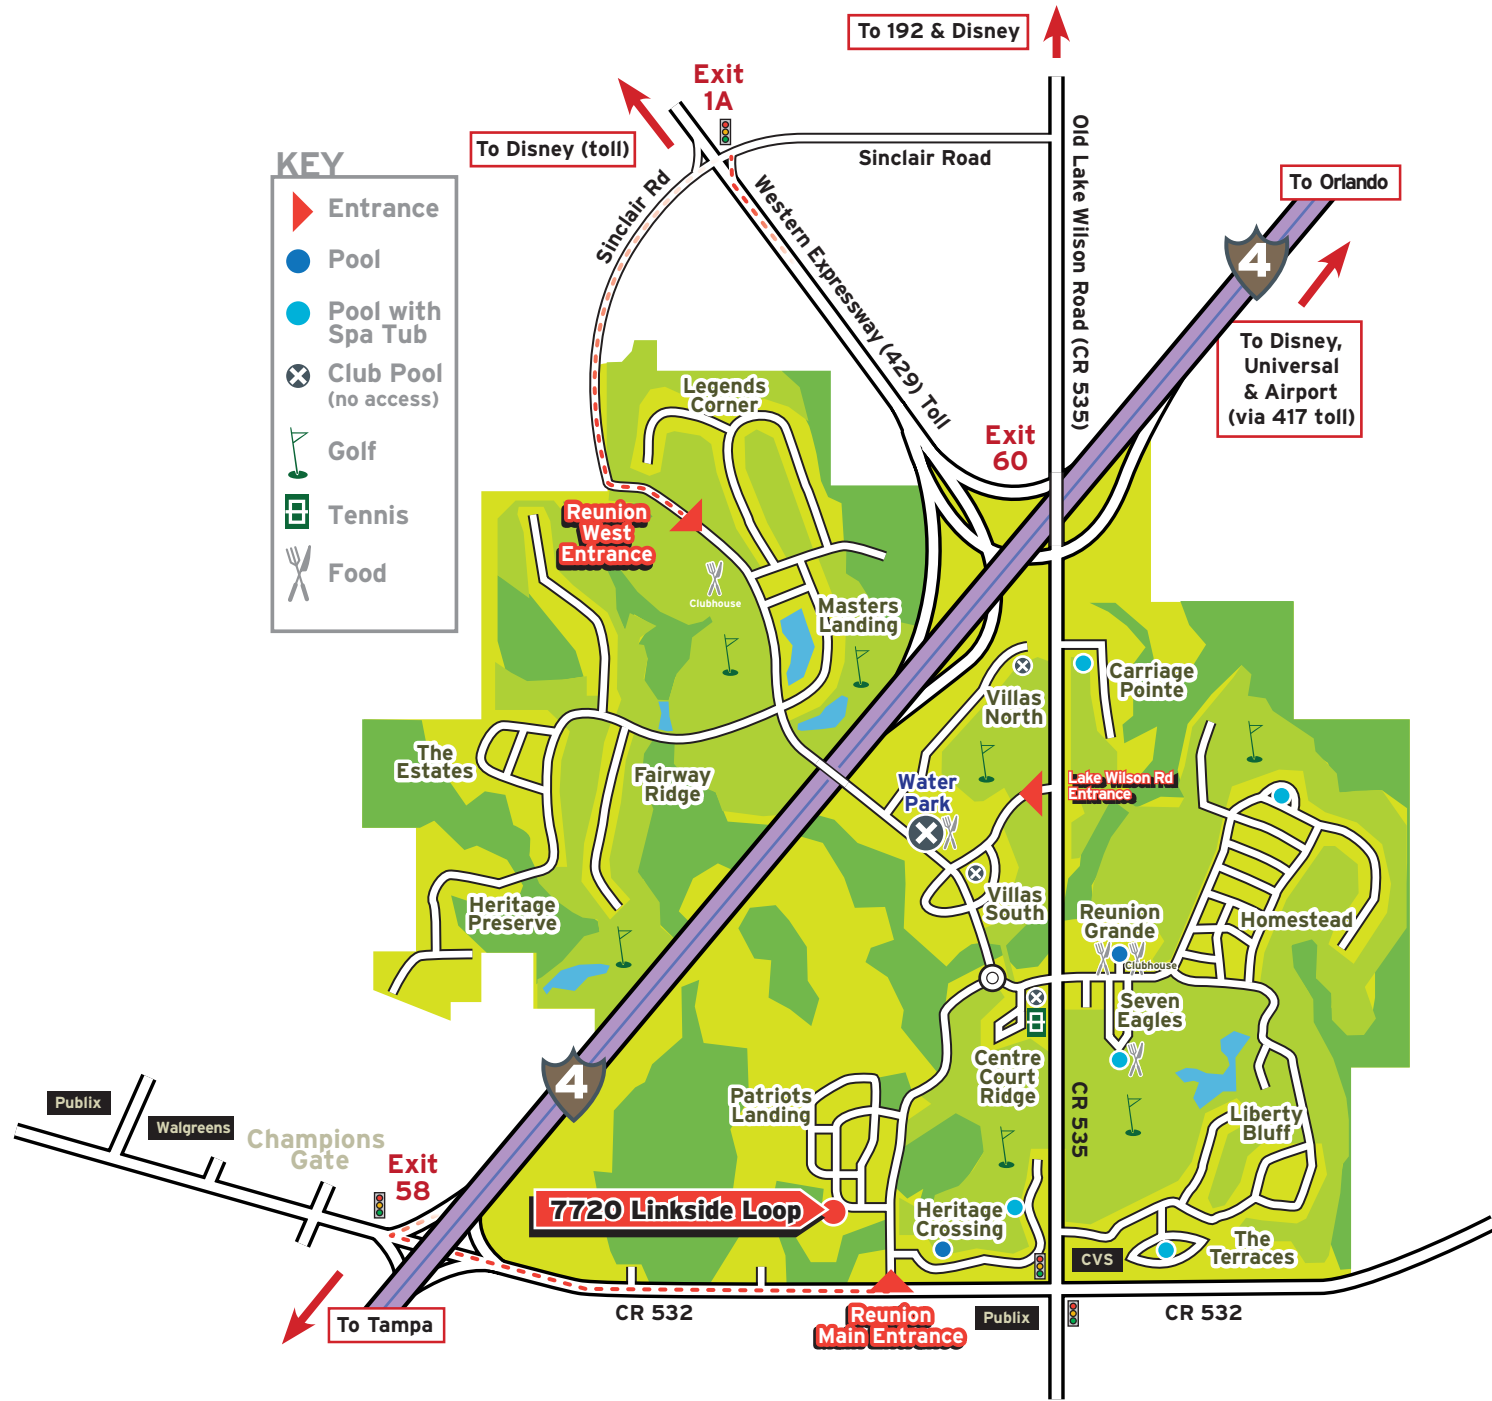 To 192 & Disney
Exit
1A
To Disney (toll)
Sinclair Road
Sinclair Rd
Western Expressway (429) Toll
Old Lake Wilson Road (CR 535)
To Orlando
4
To Disney,
Universal
& Airport
(via 417 toll)
KEY
Entrance
Pool
Pool with
Spa Tub
Club Pool
(no access)
Golf
Tennis
Food
Legends
Corner
Exit
60
Reunion
West
Entrance
Clubhouse
Masters
Landing
Villas
North
Carriage
Pointe
The
Estates
Fairway
Ridge
Water
Park
Lake Wilson Rd
Entrance
Heritage
Preserve
Villas
South
Reunion
Grande
Clubhouse
Homestead
Seven
Eagles
Centre
Court
Ridge
4
Patriots
Landing
CR 535
Liberty
Bluff
Publix
Walgreens
Champions
Gate
Exit
58
7720 Linkside Loop
Heritage
Crossing
CVS
The
Terraces
To Tampa
CR 532
Reunion
Main Entrance
Publix
CR 532